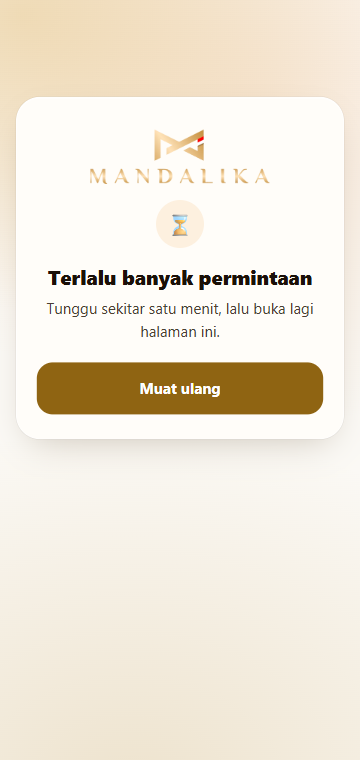 MANDALIKA
Terlalu banyak permintaan
Tunggu sekitar satu menit, lalu buka lagi
halaman ini.
Muat ulang